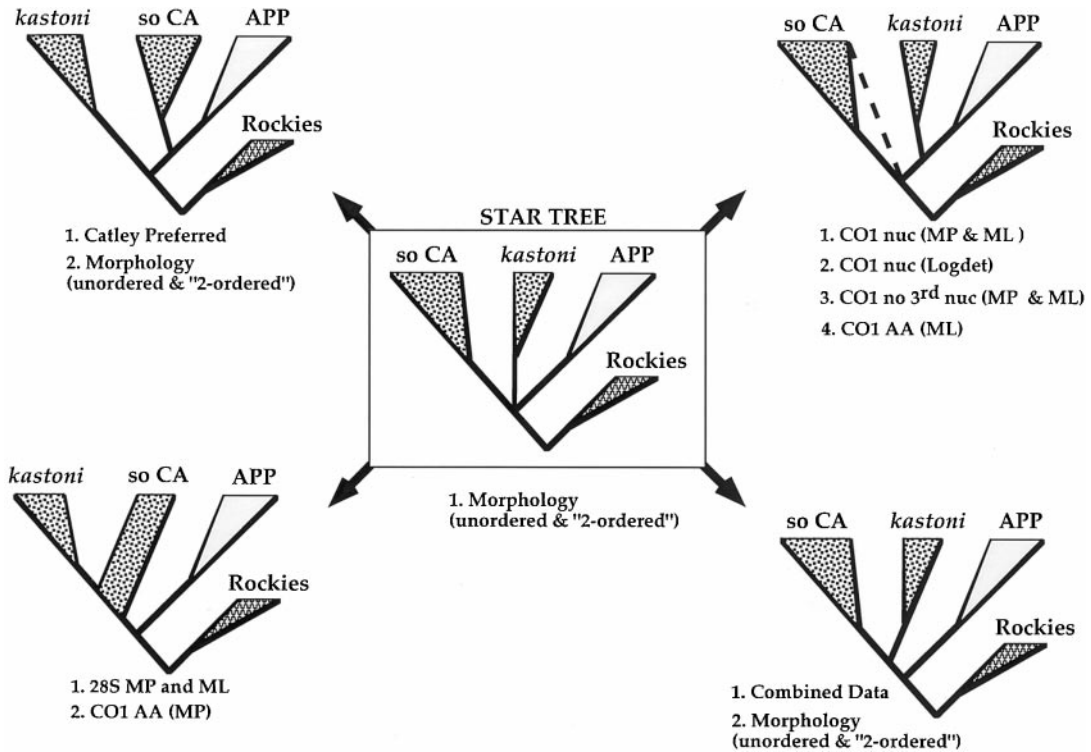 kastoni so CA APP
Rockies
1. Catley Preferred
2. Morphology
(unordered & "2-ordered")
so CA kastoni APP
Rockies
1. CO1 nuc (MP & ML )
2. CO1 nuc (Logdet)
3. CO1 no 3rd nuc (MP & ML)
4. CO1 AA (ML)
STAR TREE
so CA kastoni APP
Rockies
1. Morphology
(unordered & "2-ordered")
kastoni so CA APP
Rockies
1. 28S MP and ML
2. CO1 AA (MP)
so CA kastoni APP
Rockies
1. Combined Data
2. Morphology
(unordered & "2-ordered")